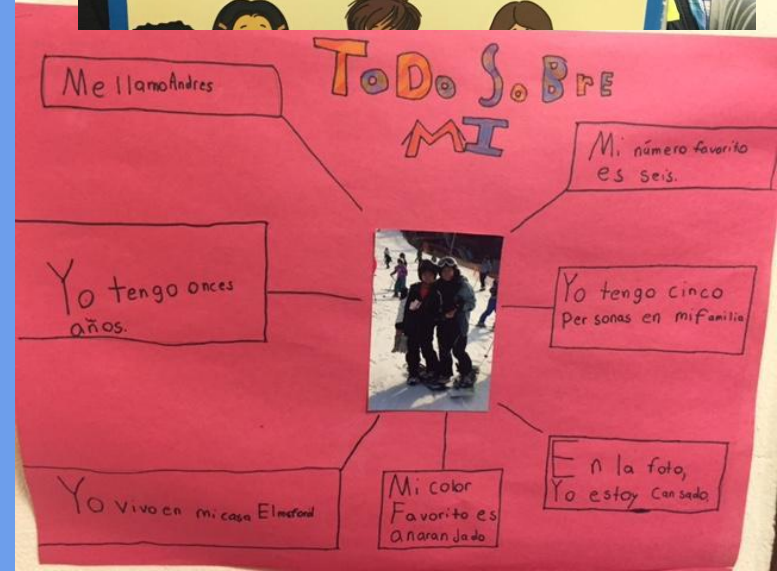 ToDo SoBrE
MI
Me llamo Andres
Mi número favorito
es seis.
Yo tengo onces
años.
Yo tengo cinco
personas en mi familia
Yo vivo en mi casa Elmsford
Mi color
Favorito es
anaranJado
En la foto,
Yo estoy Cansado.